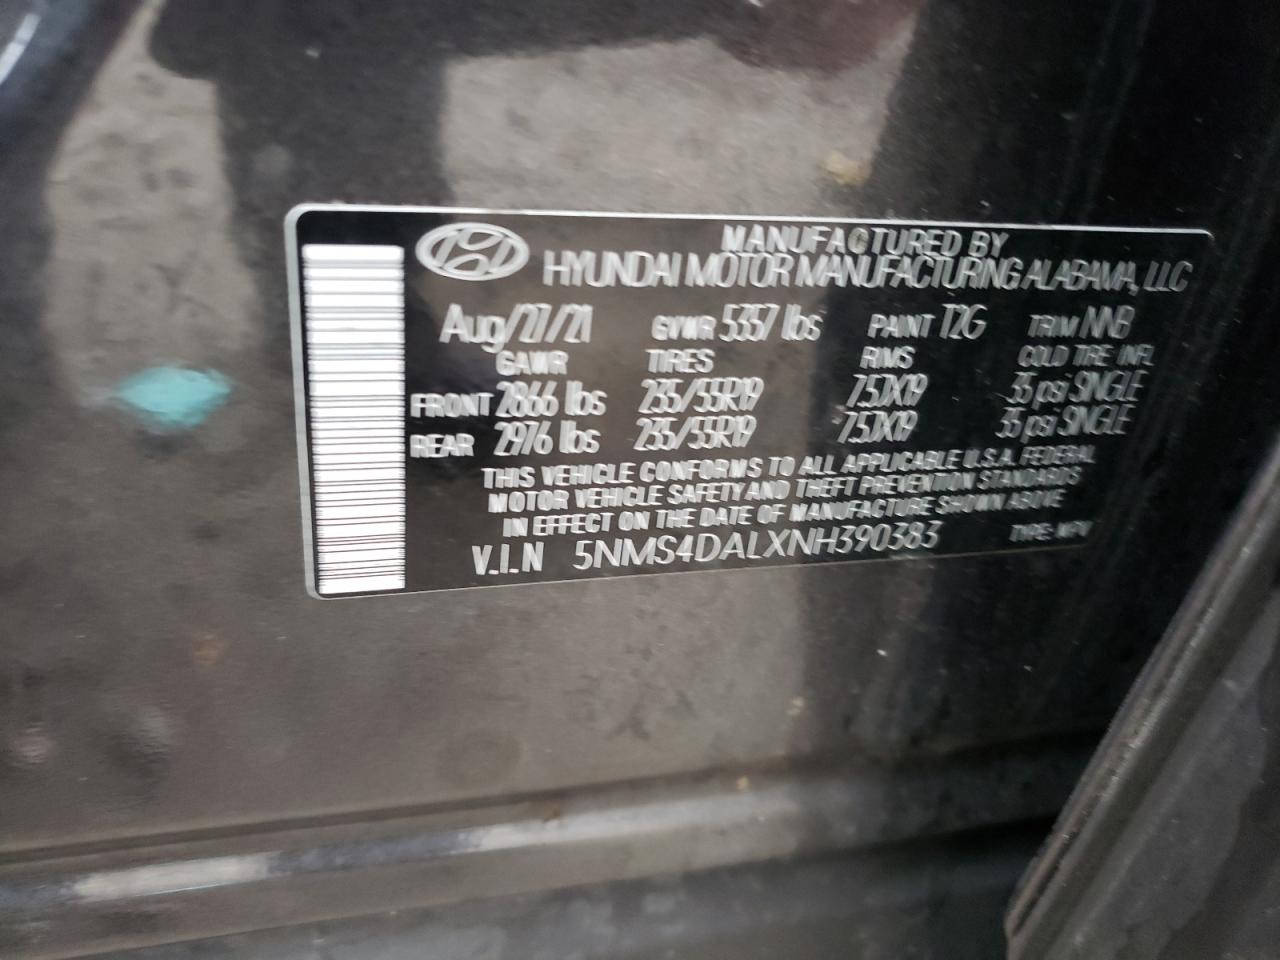 MANUFACTURED BY
HYUNDAI MOTOR MANUFACTURING ALABAMA, LLC
Aug/27/21 GVWR 5357 lbs PAINT T2G TRIM NNB
GAWR TIRES RIMS COLD TIRE INFL
FRONT 2866 lbs 235/55R19 7.5JX19 35 psi SINGLE
REAR 2976 lbs 235/55R19 7.5JX19 35 psi SINGLE
THIS VEHICLE CONFORMS TO ALL APPLICABLE U.S.A. FEDERAL
MOTOR VEHICLE SAFETY AND THEFT PREVENTION STANDARDS
IN EFFECT ON THE DATE OF MANUFACTURE SHOWN ABOVE
V.I.N 5NMS4DALXNH390383 TYPE: MPV